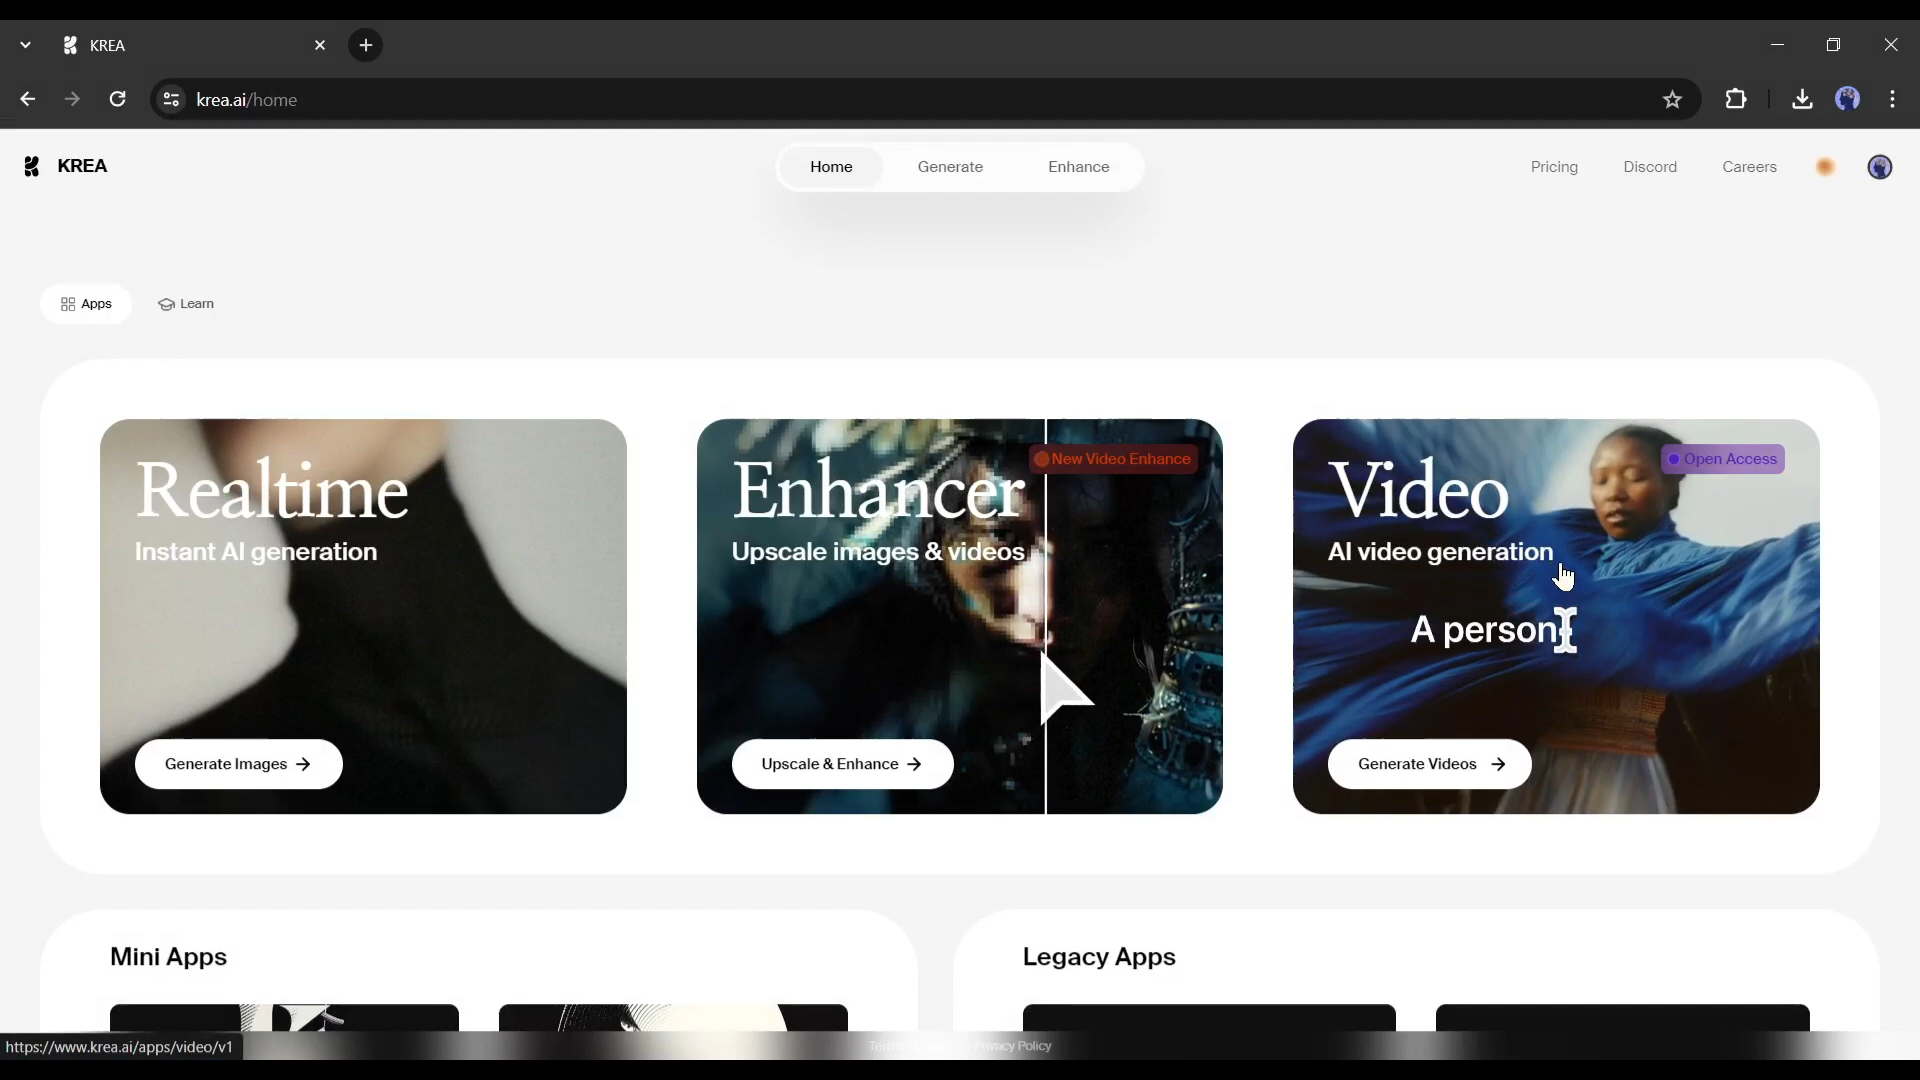 KREA
krea.ai/home
KREA
Home
Generate
Enhance
Pricing
Discord
Careers
Apps
Learn
Realtime
Instant AI generation
Generate Images
Enhancer
New Video Enhance
Upscale images & videos
Upscale & Enhance
Video
Open Access
AI video generation
A person
Generate Videos
Mini Apps
Legacy Apps
https://www.krea.ai/apps/video/v1
Privacy Policy